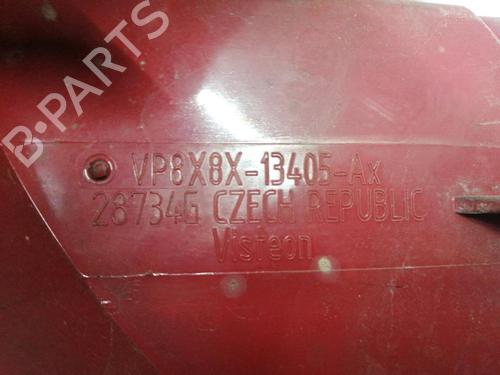 VP8X8X-13405-Ax
28734G CZECH REPUBLIC
Visteon
B-Parts